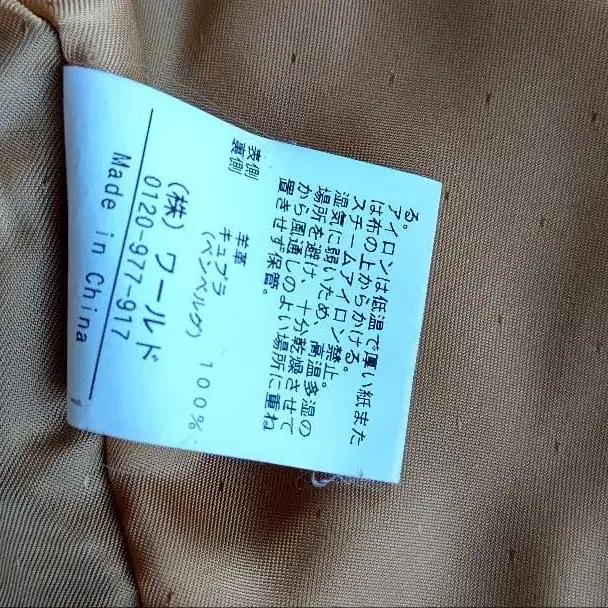 る。
アイロンは低温で厚い紙また
は布の上からかける。
スチームアイロン禁止。
湿気に弱いため、高温多湿の
場所を避け、十分乾燥させて
から風通しのよい場所に重ね
置きせず保管。
表側 羊革
裏側 キュプラ
(ベンベルグ) 100%
(株) ワールド
0120-977-917
Made in China